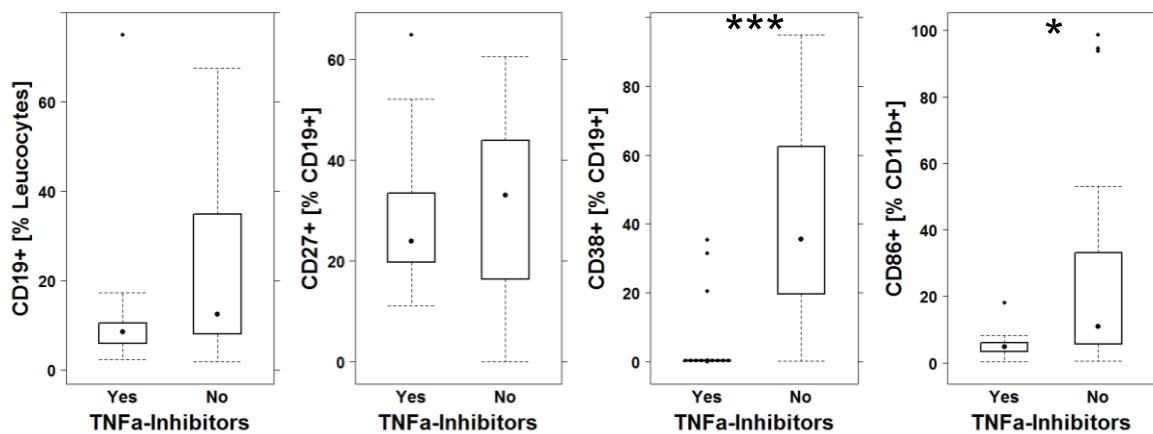 CD19+ [% Leucocytes]
60
40
20
0
Yes No
TNFa-Inhibitors
CD27+ [% CD19+]
60
40
20
0
Yes No
TNFa-Inhibitors
***
CD38+ [% CD19+]
80
60
40
20
0
Yes No
TNFa-Inhibitors
*
CD86+ [% CD11b+]
100
80
60
40
20
0
Yes No
TNFa-Inhibitors